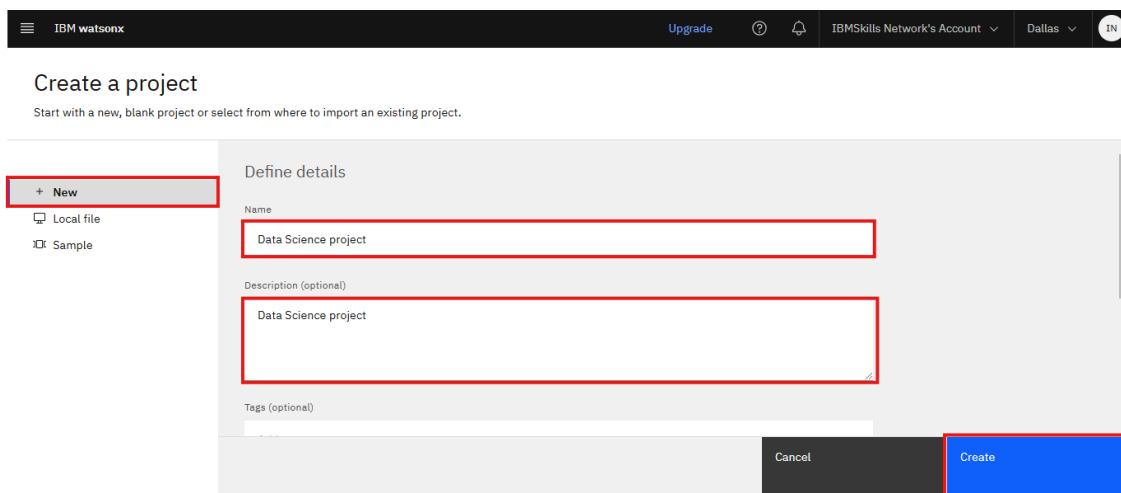 IBM watsonx
Upgrade
IBMSkills Network's Account
Dallas
IN
Create a project
Start with a new, blank project or select from where to import an existing project.
+ New
Local file
Sample
Define details
Name
Data Science project
Description (optional)
Data Science project
Tags (optional)
Cancel
Create